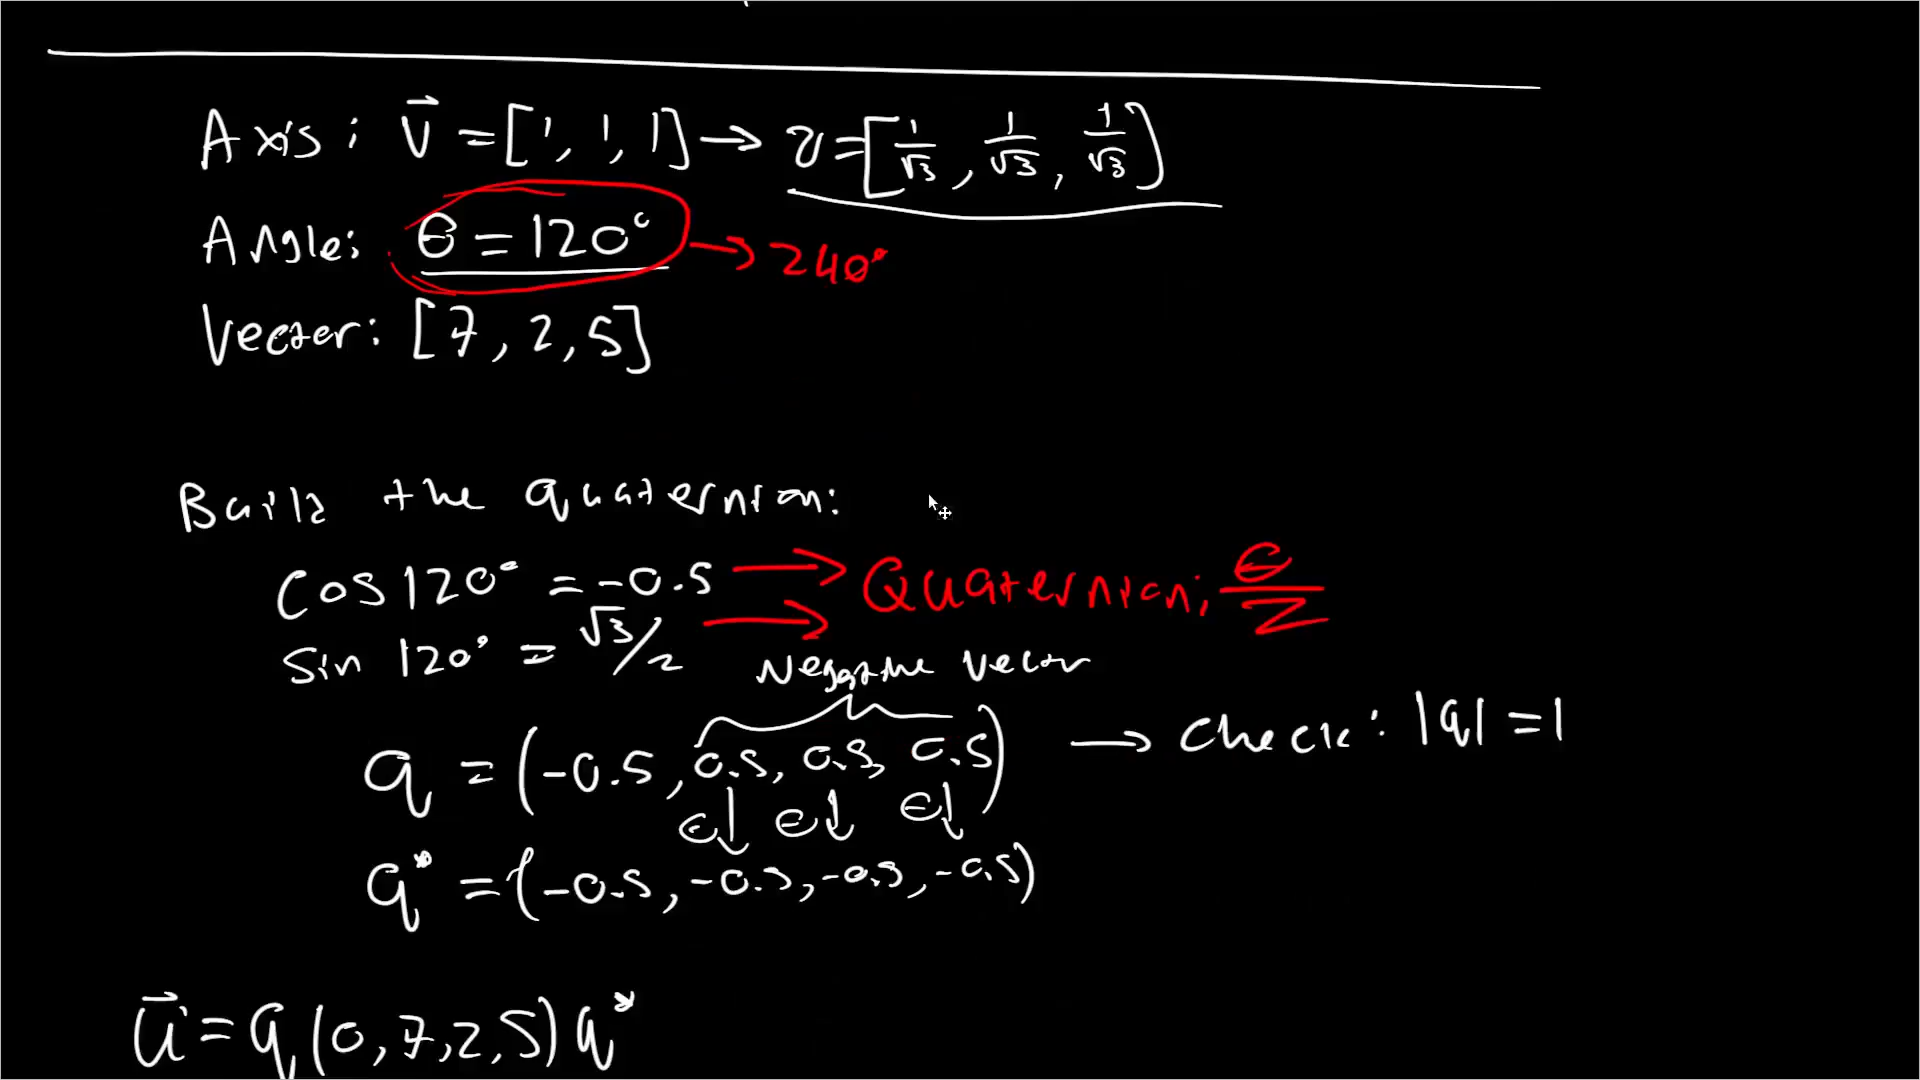 Axis: v⃗ = [1, 1, 1] → v = [1/√3, 1/√3, 1/√3]
Angle: θ = 120° → 240°
Vector: [7, 2, 5]
Build the quaternion:
Cos 120° = -0.5 → Quaternion: θ/2
Sin 120° = √3/2 →
Negative Vector
q = (-0.5, 0.5, 0.5, 0.5) → Check: |q| = 1
q* = (-0.5, -0.5, -0.5, -0.5)
u⃗ = q(0, 7, 2, 5)q*